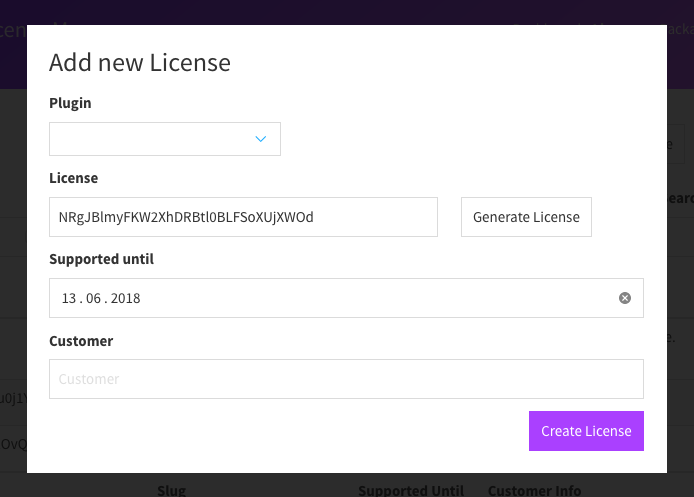 Add new License
Plugin
License
NRgJBlmyFKW2XhDRBtl0BLFSoXUjXWOd
Generate License
Supported until
13 . 06 . 2018
Customer
Customer
Create License
Slug
Supported Until
Customer Info